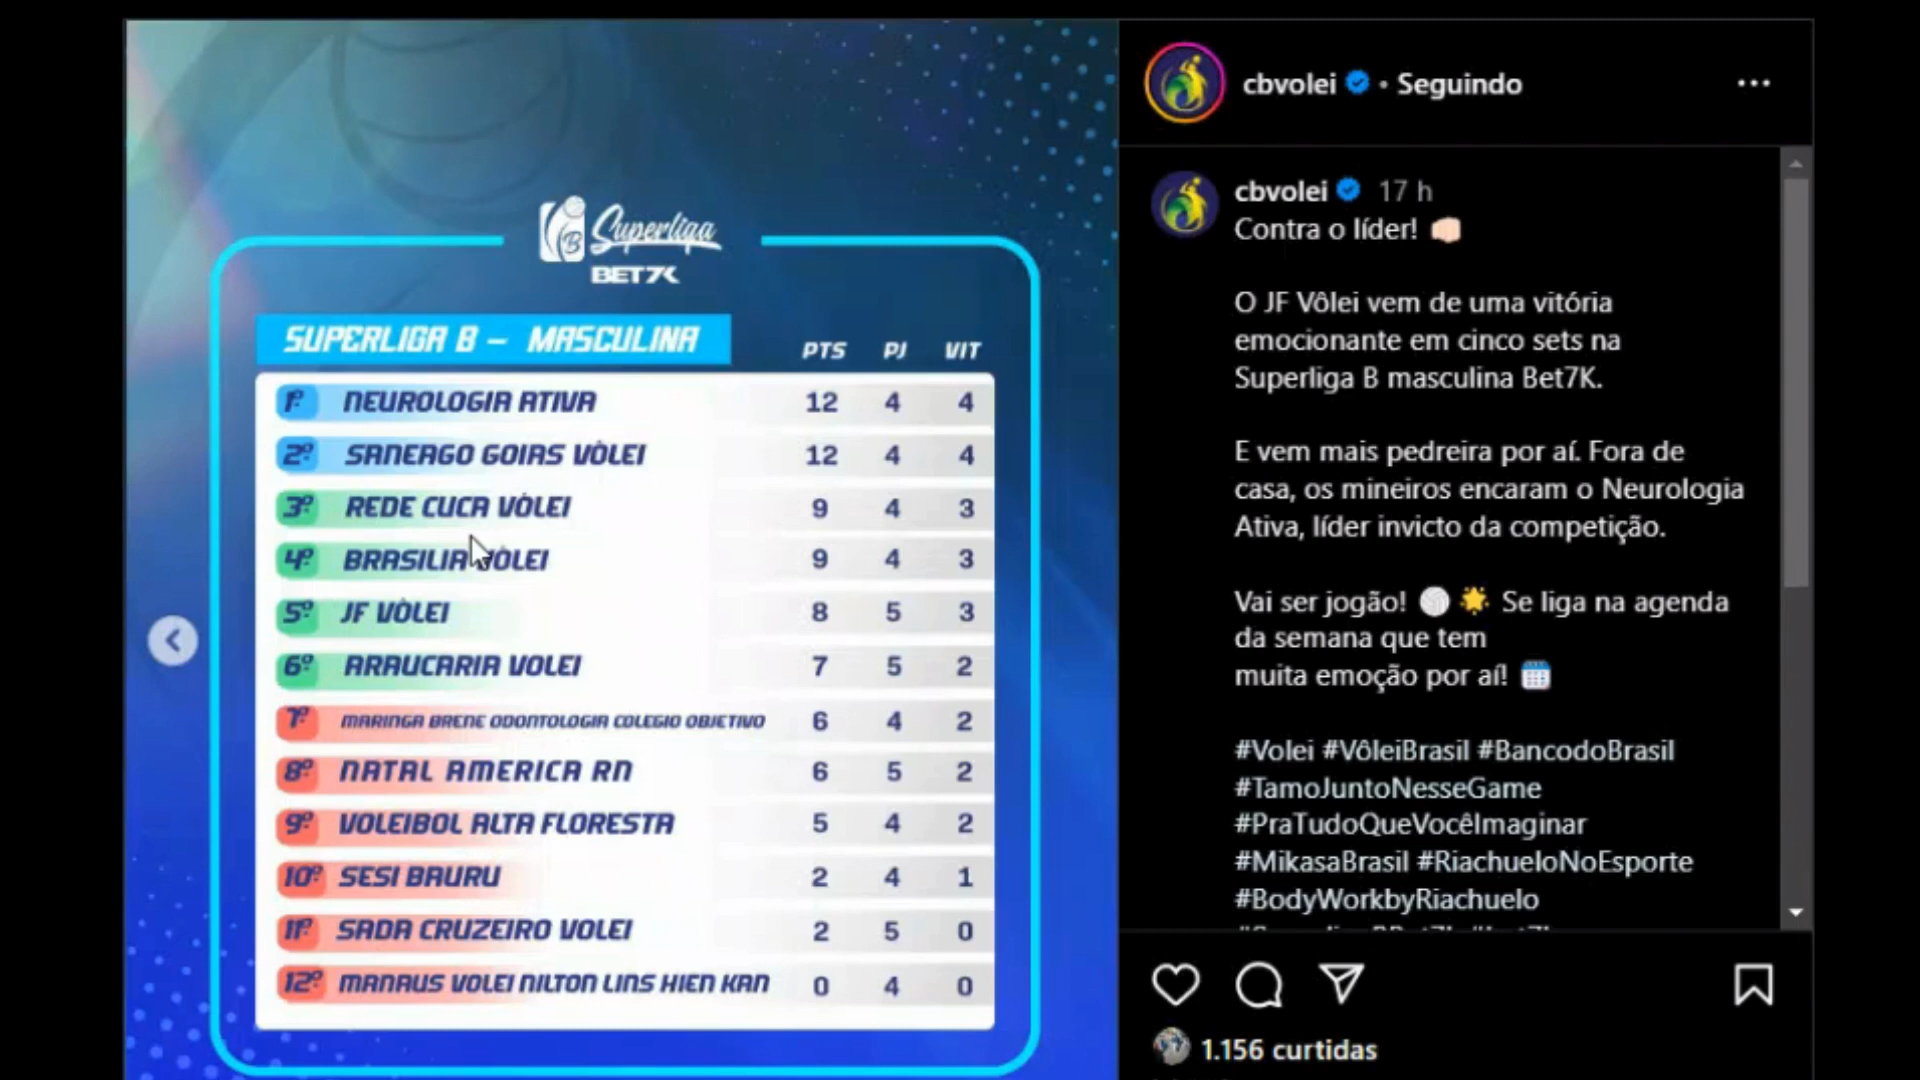 Superliga
B
BET7K
SUPERLIGA B – MASCULINA PTS PJ VIT
1º NEUROLOGIA ATIVA 12 4 4
2º SANEAGO GOIAS VÔLEI 12 4 4
3º REDE CUCA VÔLEI 9 4 3
4º BRASILIA VÔLEI 9 4 3
5º JF VÔLEI 8 5 3
6º ARAUCARIA VOLEI 7 5 2
7º MARINGA BRENE ODONTOLOGIA COLEGIO OBJETIVO 6 4 2
8º NATAL AMERICA RN 6 5 2
9º VOLEIBOL ALTA FLORESTA 5 4 2
10º SESI BAURU 2 4 1
11º SADA CRUZEIRO VOLEI 2 5 0
12º MANAUS VOLEI NILTON LINS HIEN KAN 0 4 0
cbvolei • Seguindo
cbvolei 17 h
Contra o líder! 👊🏻
O JF Vôlei vem de uma vitória
emocionante em cinco sets na
Superliga B masculina Bet7K.
E vem mais pedreira por aí. Fora de
casa, os mineiros encaram o Neurologia
Ativa, líder invicto da competição.
Vai ser jogão! 🏐 🌟 Se liga na agenda
da semana que tem
muita emoção por aí! 🗓️
#Volei #VôleiBrasil #BancodoBrasil
#TamoJuntoNesseGame
#PraTudoQueVocêImaginar
#MikasaBrasil #RiachueloNoEsporte
#BodyWorkbyRiachuelo
1.156 curtidas